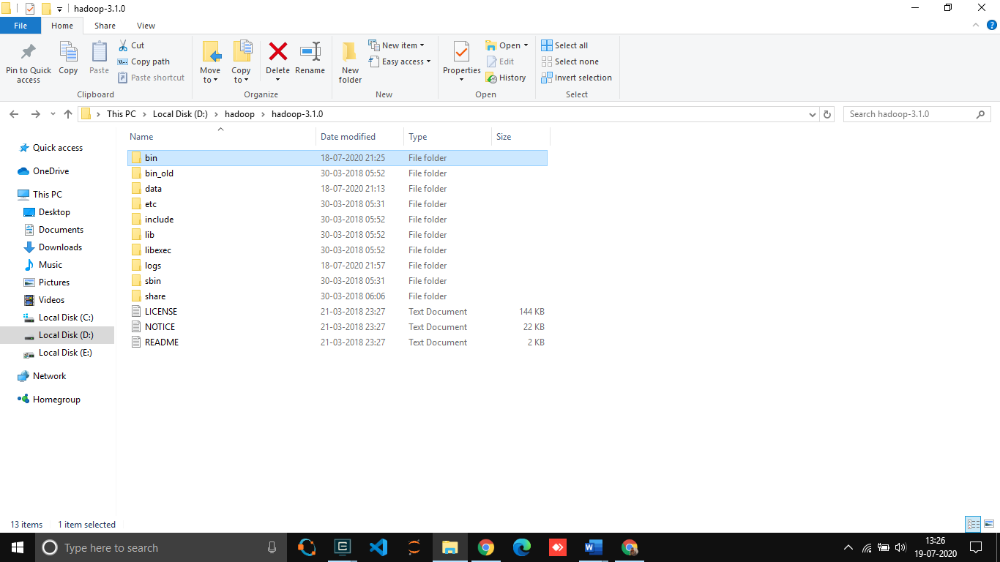 hadoop-3.1.0
File Home Share View
Pin to Quick access
Copy
Paste
Cut
Copy path
Paste shortcut
Clipboard
Move to
Copy to
Delete
Rename
Organize
New folder
New item
Easy access
New
Properties
Open
Edit
History
Open
Select all
Select none
Invert selection
Select
This PC Local Disk (D:) hadoop hadoop-3.1.0
Search hadoop-3.1.0
Quick access
OneDrive
This PC
Desktop
Documents
Downloads
Music
Pictures
Videos
Local Disk (C:)
Local Disk (D:)
Local Disk (E:)
Network
Homegroup
Name Date modified Type Size
bin 18-07-2020 21:25 File folder
bin_old 30-03-2018 05:52 File folder
data 18-07-2020 21:13 File folder
etc 30-03-2018 05:31 File folder
include 30-03-2018 05:52 File folder
lib 30-03-2018 05:52 File folder
libexec 30-03-2018 05:52 File folder
logs 18-07-2020 21:57 File folder
sbin 30-03-2018 05:31 File folder
share 30-03-2018 06:06 File folder
LICENSE 21-03-2018 23:27 Text Document 144 KB
NOTICE 21-03-2018 23:27 Text Document 22 KB
README 21-03-2018 23:27 Text Document 2 KB
13 items 1 item selected
Type here to search
13:26
19-07-2020